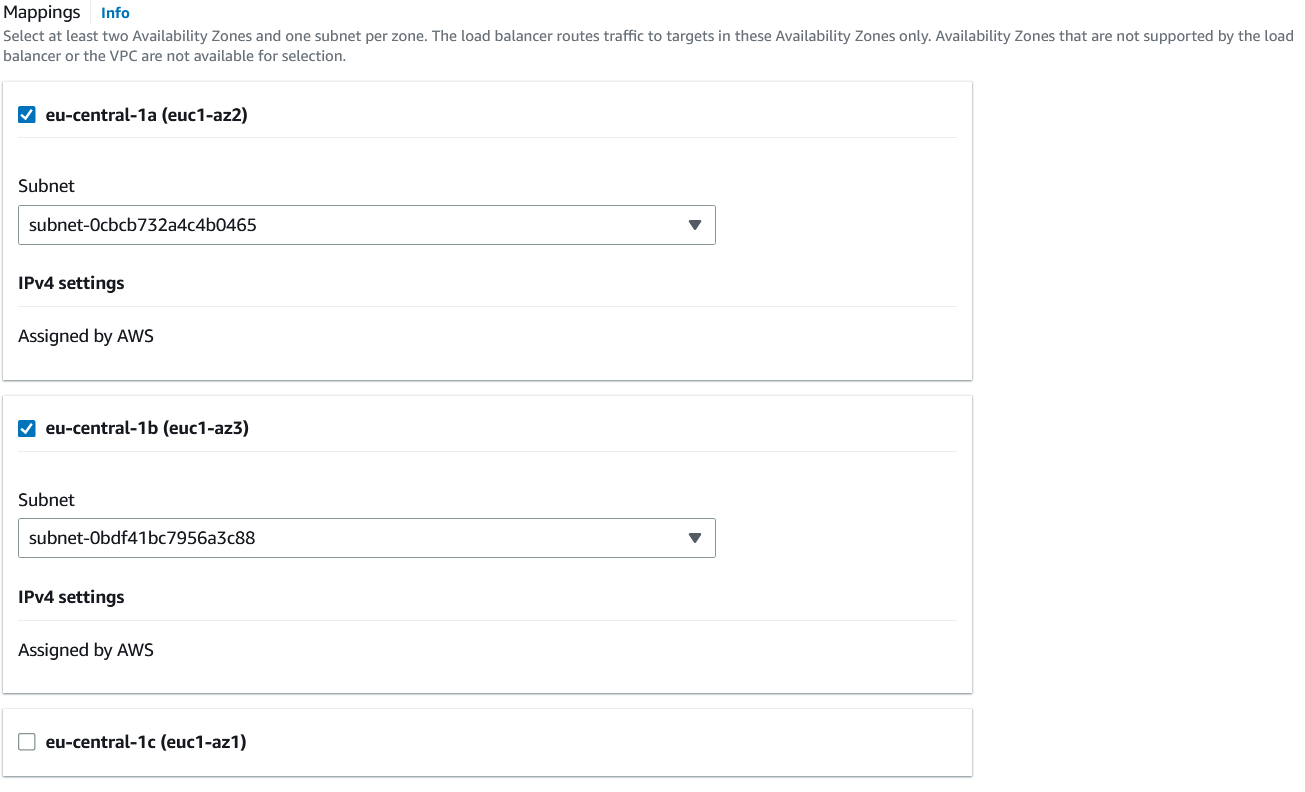 Mappings Info
Select at least two Availability Zones and one subnet per zone. The load balancer routes traffic to targets in these Availability Zones only. Availability Zones that are not supported by the load
balancer or the VPC are not available for selection.
eu-central-1a (euc1-az2)
Subnet
subnet-0cbcb732a4c4b0465
IPv4 settings
Assigned by AWS
eu-central-1b (euc1-az3)
Subnet
subnet-0bdf41bc7956a3c88
IPv4 settings
Assigned by AWS
eu-central-1c (euc1-az1)